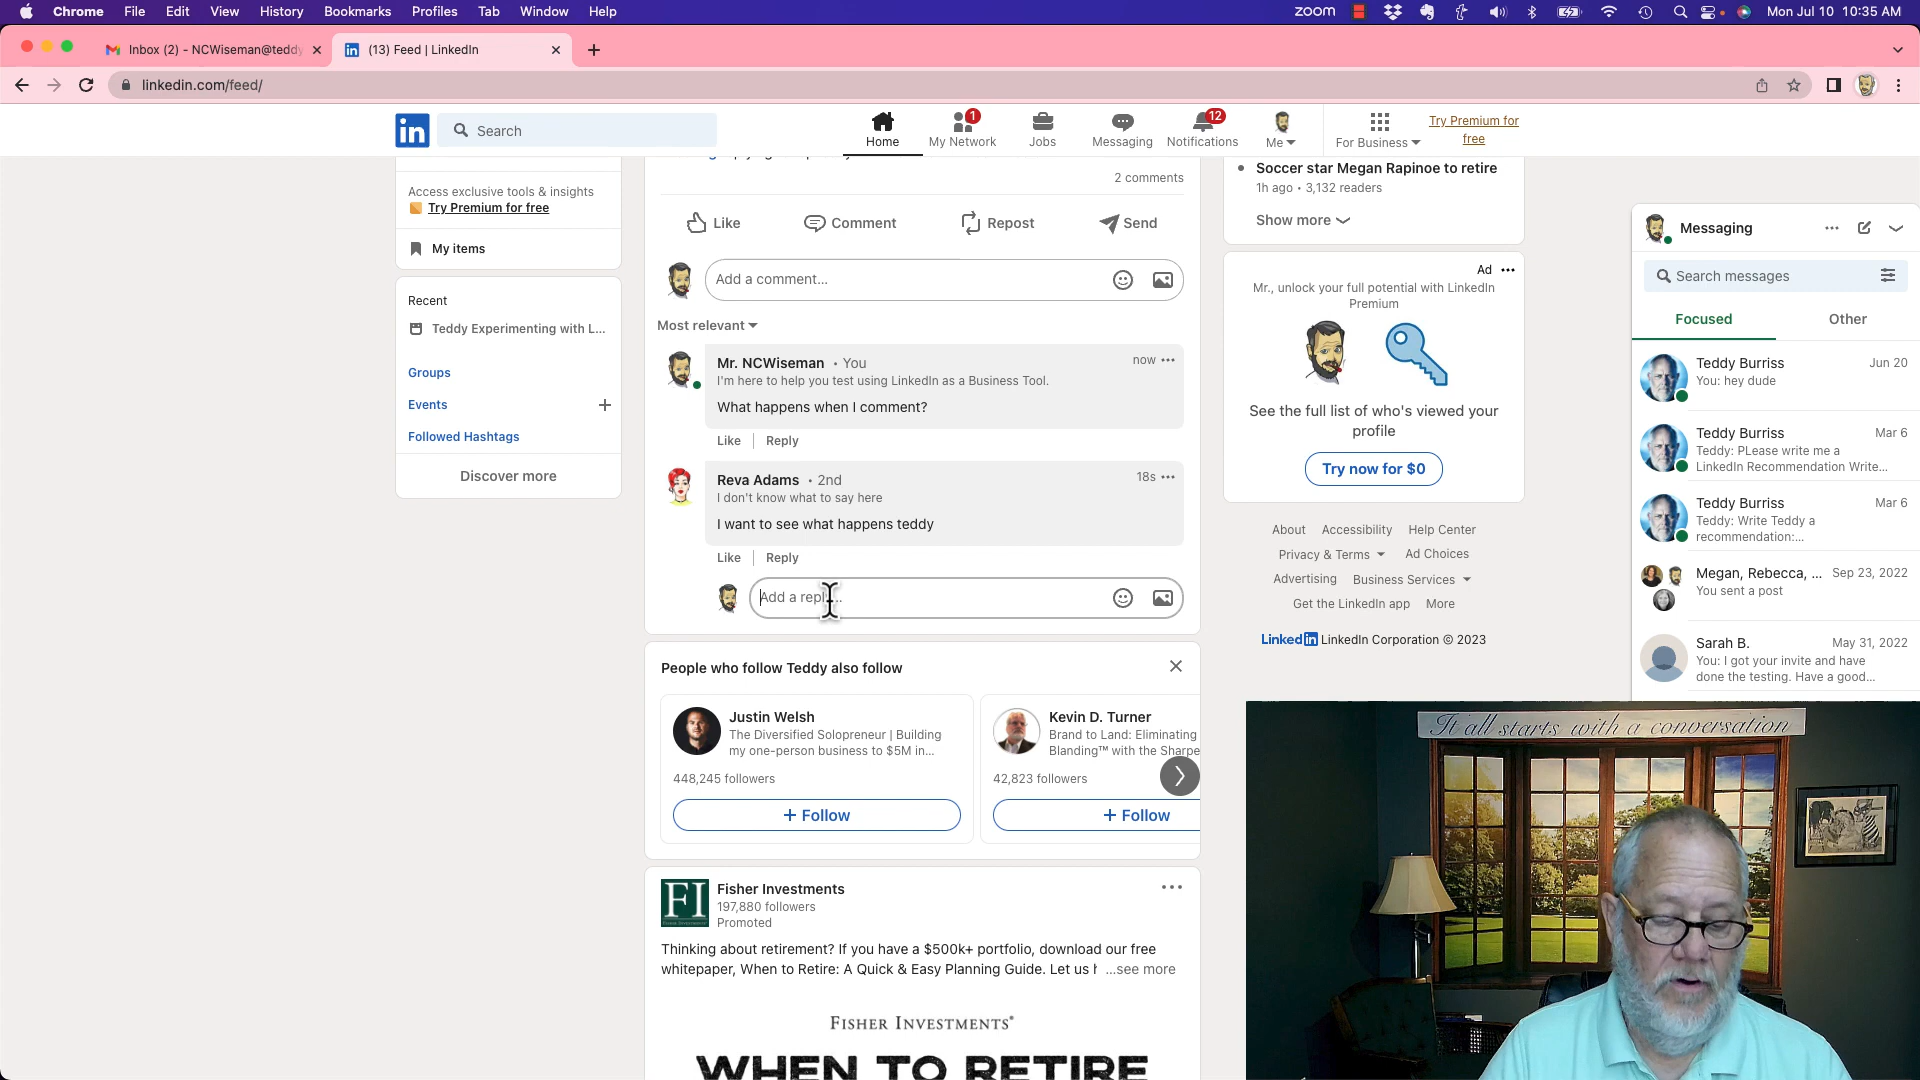 Chrome File Edit View History Bookmarks Profiles Tab Window Help
zoom Mon Jul 10 10:35 AM
Inbox (2) - NCWiseman@teddy
(13) Feed | LinkedIn
linkedin.com/feed/
in Search
Home
1 My Network
Jobs
Messaging
12 Notifications
Me
For Business
Try Premium for
free
Access exclusive tools & insights
Try Premium for free
My items
Recent
Teddy Experimenting with L...
Groups
Events
Followed Hashtags
Discover more
2 comments
Like Comment Repost Send
Add a comment...
Most relevant
Mr. NCWiseman • You now
I'm here to help you test using LinkedIn as a Business Tool.
What happens when I comment?
Like Reply
Reva Adams • 2nd 18s
I don't know what to say here
I want to see what happens teddy
Like Reply
People who follow Teddy also follow
Justin Welsh
The Diversified Solopreneur | Building
my one-person business to $5M in...
448,245 followers
+ Follow
Kevin D. Turner
Brand to Land: Eliminating
Blanding™ with the Sharpe
42,823 followers
+ Follow
FI
Fisher Investments
197,880 followers
Promoted
Thinking about retirement? If you have a $500k+ portfolio, download our free
whitepaper, When to Retire: A Quick & Easy Planning Guide. Let us ...see more
FISHER INVESTMENTS®
WHEN TO RETIRE
Soccer star Megan Rapinoe to retire
1h ago • 3,132 readers
Show more
Ad
Mr., unlock your full potential with LinkedIn
Premium
See the full list of who's viewed your
profile
Try now for $0
About Accessibility Help Center
Privacy & Terms Ad Choices
Advertising Business Services
Get the LinkedIn app More
LinkedIn LinkedIn Corporation © 2023
Messaging
Search messages
Focused Other
Teddy Burriss Jun 20
You: hey dude
Teddy Burriss Mar 6
Teddy: PLease write me a
LinkedIn Recommendation Write...
Teddy Burriss Mar 6
Teddy: Write Teddy a
recommendation:...
Megan, Rebecca, ... Sep 23, 2022
You sent a post
Sarah B. May 31, 2022
You: I got your invite and have
done the testing. Have a good...
It all starts with a conversation